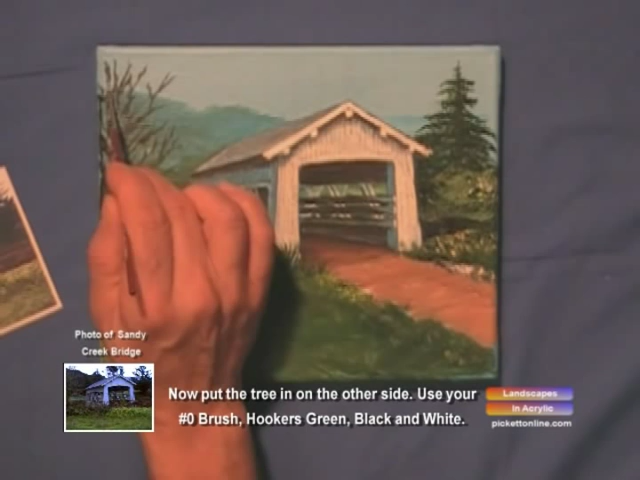 Photo of Sandy
Creek Bridge
Now put the tree in on the other side. Use your
#0 Brush, Hookers Green, Black and White.
Landscapes
In Acrylic
pickettonline.com